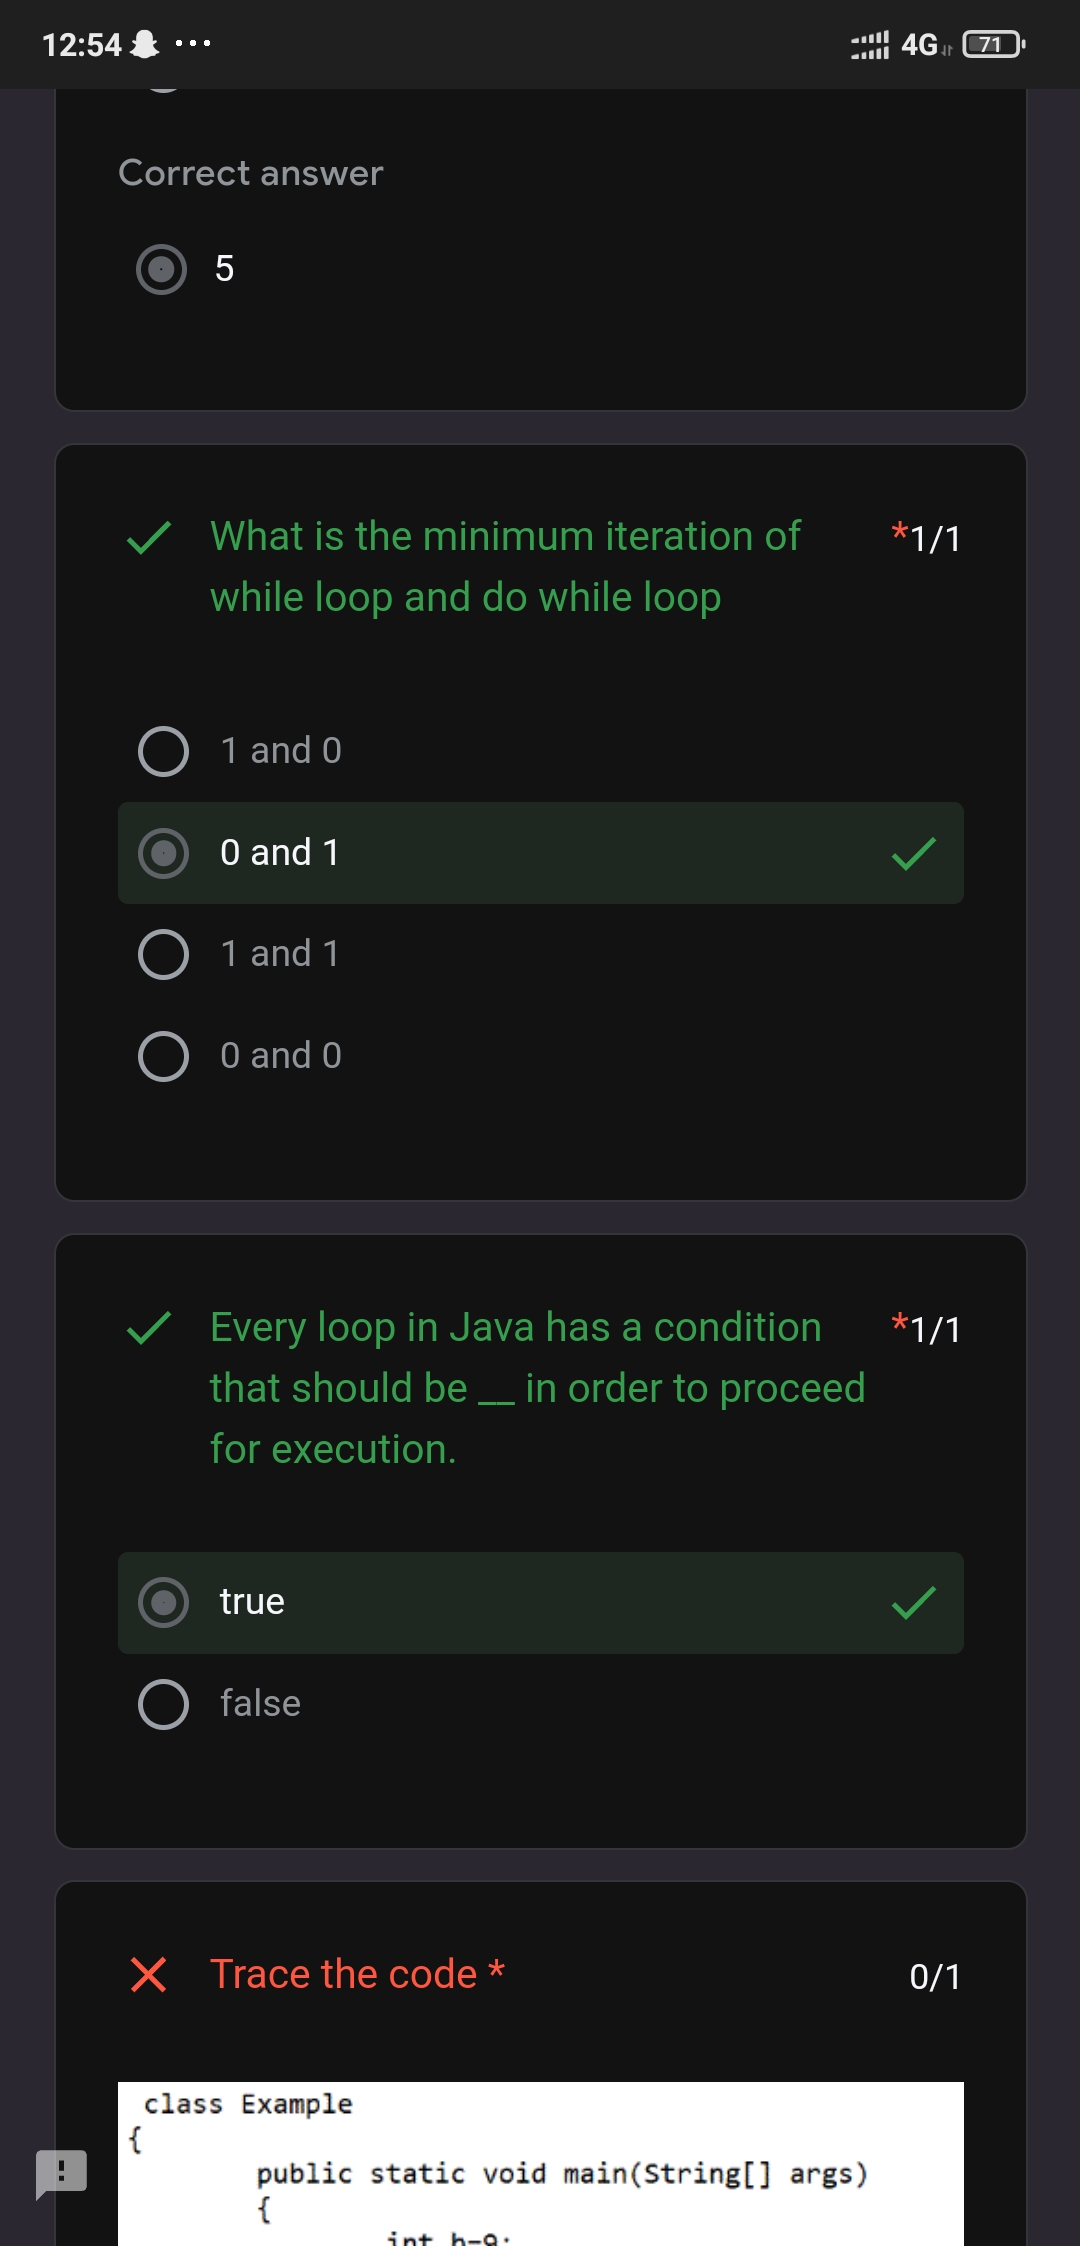 12:54 ... 4G 71
Correct answer
5
What is the minimum iteration of *1/1
while loop and do while loop
1 and 0
0 and 1
1 and 1
0 and 0
Every loop in Java has a condition *1/1
that should be __ in order to proceed
for execution.
true
false
Trace the code * 0/1
class Example
{
public static void main(String[] args)
{